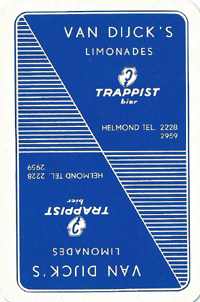 VAN DIJCK'S
LIMONADES
?
TRAPPIST
bier
HELMOND TEL. 2228
2959
HELMOND TEL. 2228
2959
?
TRAPPIST
bier
LIMONADES
VAN DIJCK'S